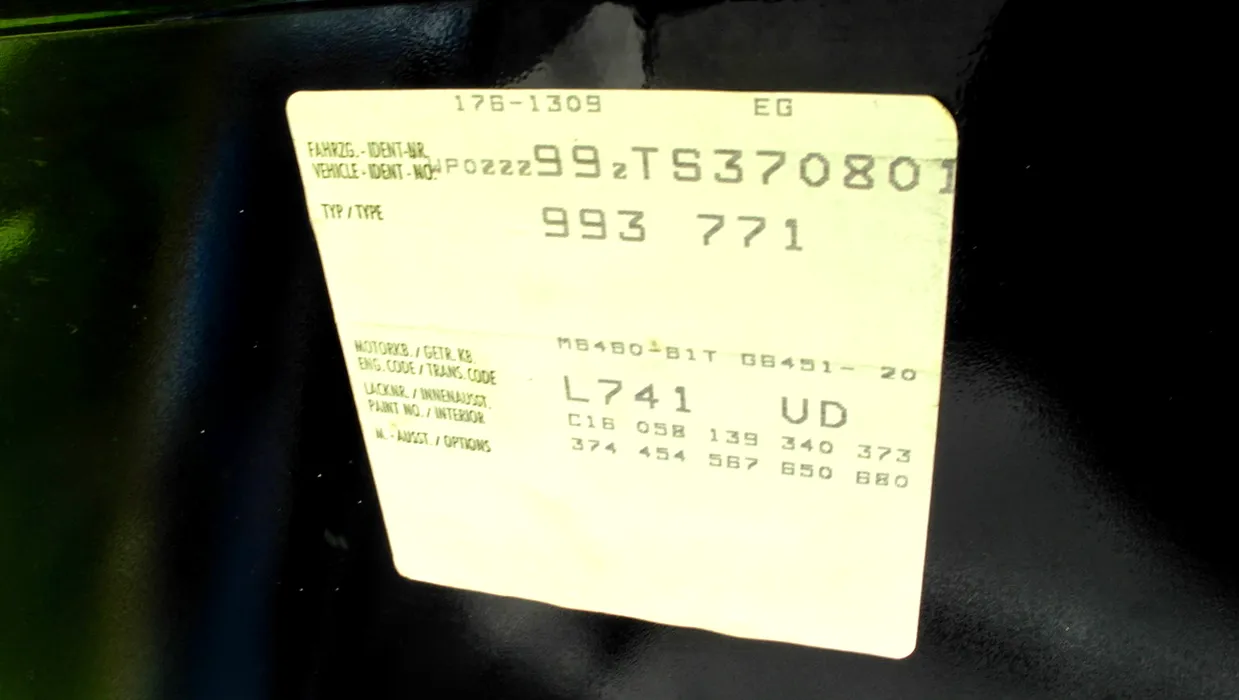 176-1309 EG
FAHRZG.-IDENT-NR.
VEHICLE-IDENT-NO. WP0ZZZ99ZTS370801
TYP / TYPE 993 771
MOTORKB. / GETR. KB. M6460-61T G6451- 20
ENG. CODE / TRANS. CODE
LACKNR. / INNENAUSST. L741 UD
PAINT NO. / INTERIOR C16 058 139 340 373
M.-AUSST. / OPTIONS 374 454 567 650 680